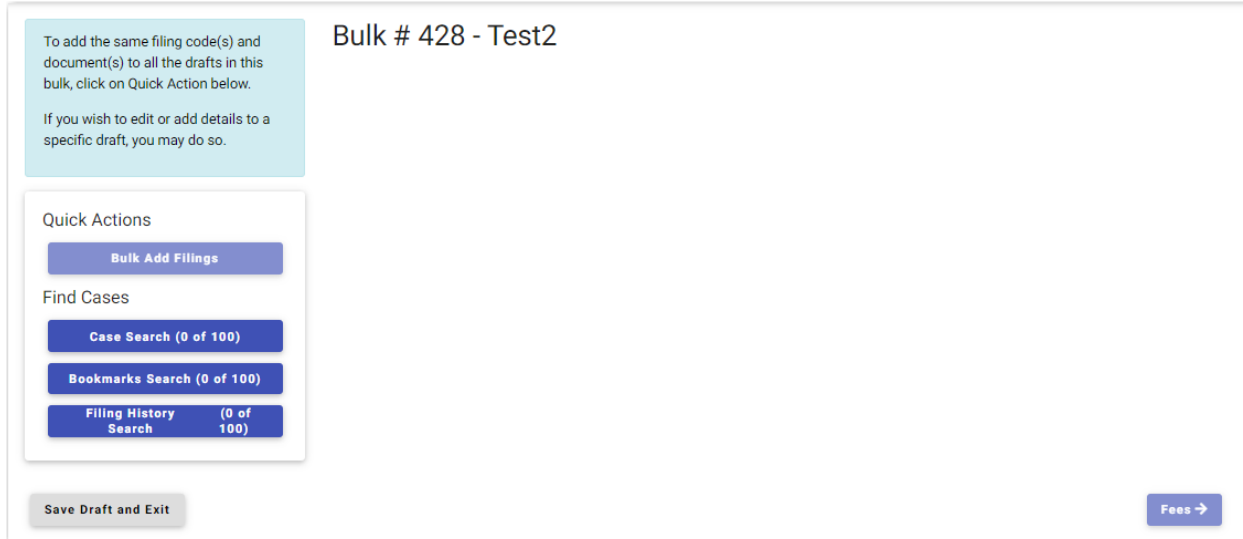 Bulk # 428 - Test2
To add the same filing code(s) and
document(s) to all the drafts in this
bulk, click on Quick Action below.
If you wish to edit or add details to a
specific draft, you may do so.
Quick Actions
Bulk Add Filings
Find Cases
Case Search (0 of 100)
Bookmarks Search (0 of 100)
Filing History Search (0 of 100)
Save Draft and Exit
Fees →